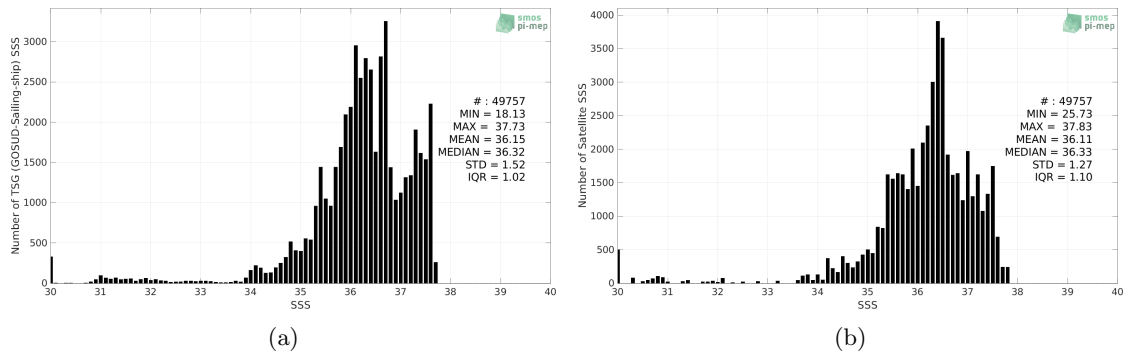 smos
pi-mep
Number of TSG (GOSUD-Sailing-ship) SSS
3000
2500
2000
1500
1000
500
0
# : 49757
MIN = 18.13
MAX = 37.73
MEAN = 36.15
MEDIAN = 36.32
STD = 1.52
IQR = 1.02
30 31 32 33 34 35 36 37 38 39 40
SSS
(a)
smos
pi-mep
Number of Satellite SSS
4000
3500
3000
2500
2000
1500
1000
500
0
# : 49757
MIN = 25.73
MAX = 37.83
MEAN = 36.11
MEDIAN = 36.33
STD = 1.27
IQR = 1.10
30 31 32 33 34 35 36 37 38 39 40
SSS
(b)